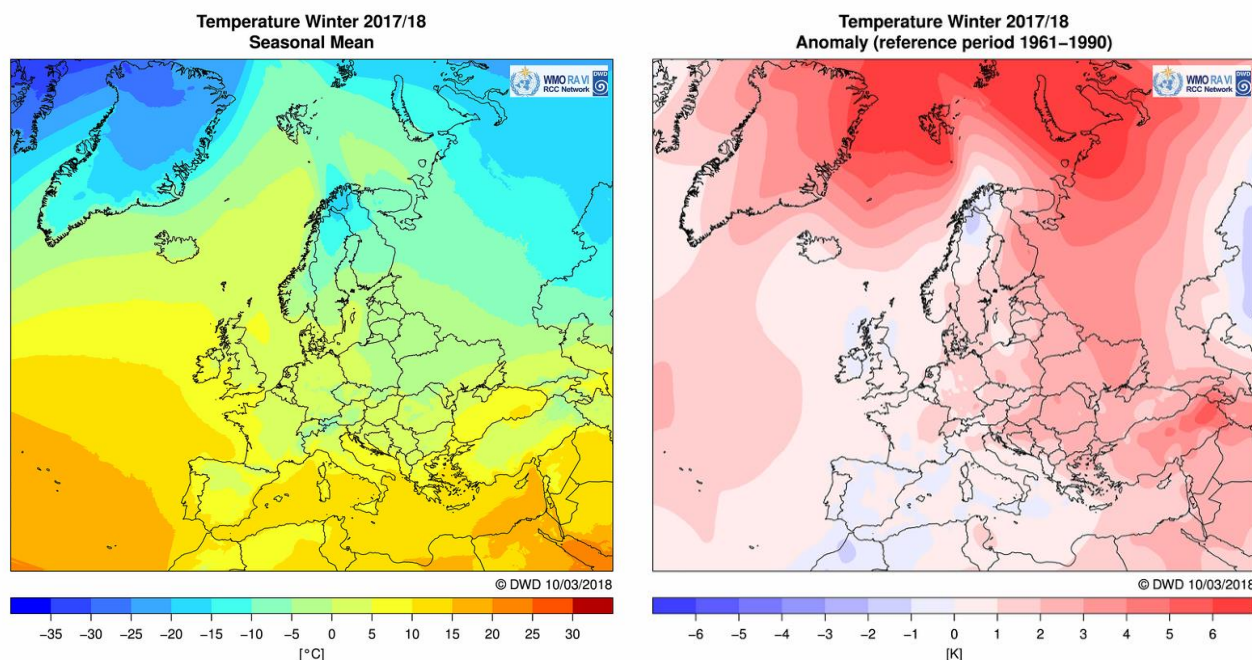 Temperature Winter 2017/18
Seasonal Mean
WMO RA VI
RCC Network
DWD
© DWD 10/03/2018
−35 −30 −25 −20 −15 −10 −5 0 5 10 15 20 25 30
[°C]
Temperature Winter 2017/18
Anomaly (reference period 1961−1990)
WMO RA VI
RCC Network
DWD
© DWD 10/03/2018
−6 −5 −4 −3 −2 −1 0 1 2 3 4 5 6
[K]